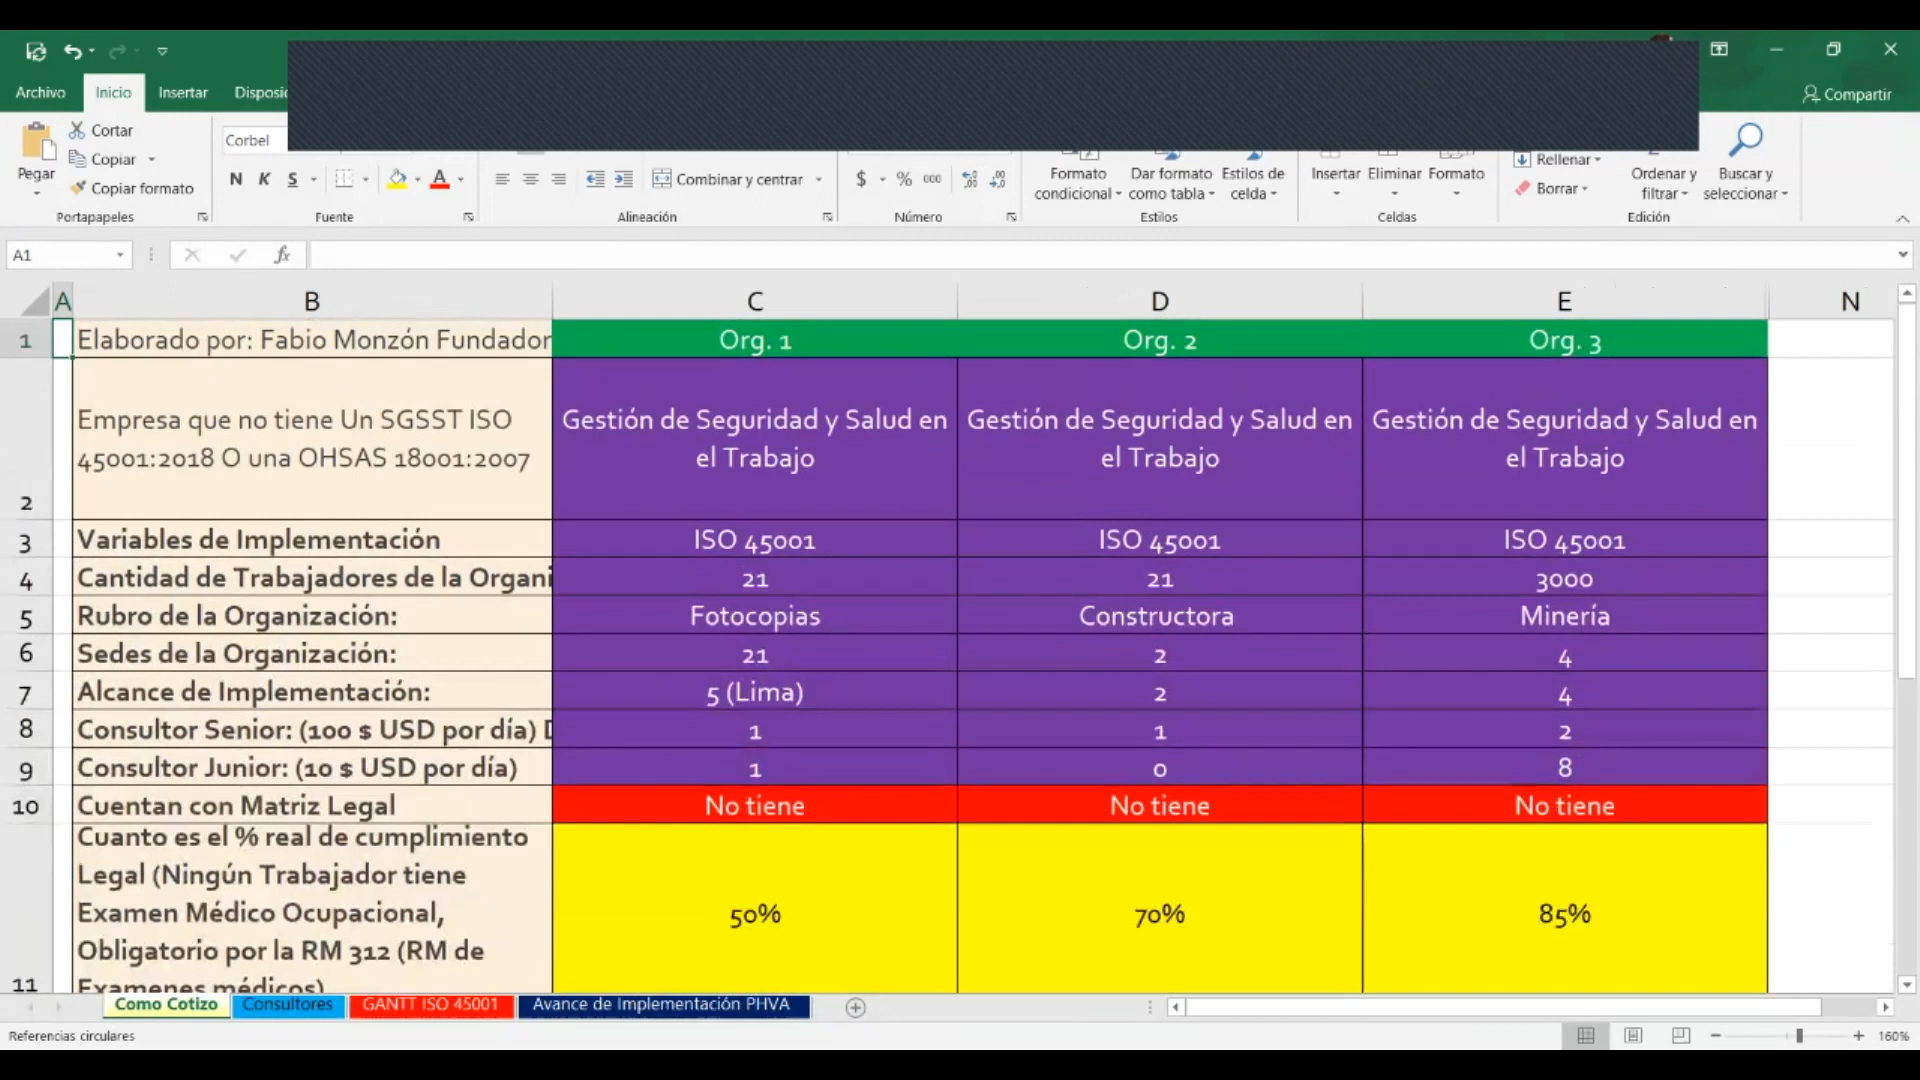 Archivo Inicio Insertar Compartir
Pegar
Cortar
Copiar
Copiar formato
Portapapeles
Corbel
N K S A
Fuente
Combinar y centrar
Alineación
$ % 000
Número
Formato condicional
Dar formato como tabla
Estilos de celda
Estilos
Insertar Eliminar Formato
Celdas
Rellenar
Borrar
Ordenar y filtrar
Buscar y seleccionar
Edición
A1 fx
A B C D E N
1 Elaborado por: Fabio Monzón Fundador Org. 1 Org. 2 Org. 3
Empresa que no tiene Un SGSST ISO Gestión de Seguridad y Salud en Gestión de Seguridad y Salud en Gestión de Seguridad y Salud en
45001:2018 O una OHSAS 18001:2007 el Trabajo el Trabajo el Trabajo
2
3 Variables de Implementación ISO 45001 ISO 45001 ISO 45001
4 Cantidad de Trabajadores de la Organi 21 21 3000
5 Rubro de la Organización: Fotocopias Constructora Minería
6 Sedes de la Organización: 21 2 4
7 Alcance de Implementación: 5 (Lima) 2 4
8 Consultor Senior: (100 $ USD por día) 1 1 2
9 Consultor Junior: (10 $ USD por día) 1 0 8
10 Cuentan con Matriz Legal No tiene No tiene No tiene
Cuanto es el % real de cumplimiento
Legal (Ningún Trabajador tiene
Examen Médico Ocupacional, 50% 70% 85%
Obligatorio por la RM 312 (RM de
11 Examenes médicos)
Como Cotizo Consultores GANTT ISO 45001 Avance de Implementación PHVA
Referencias circulares 160%